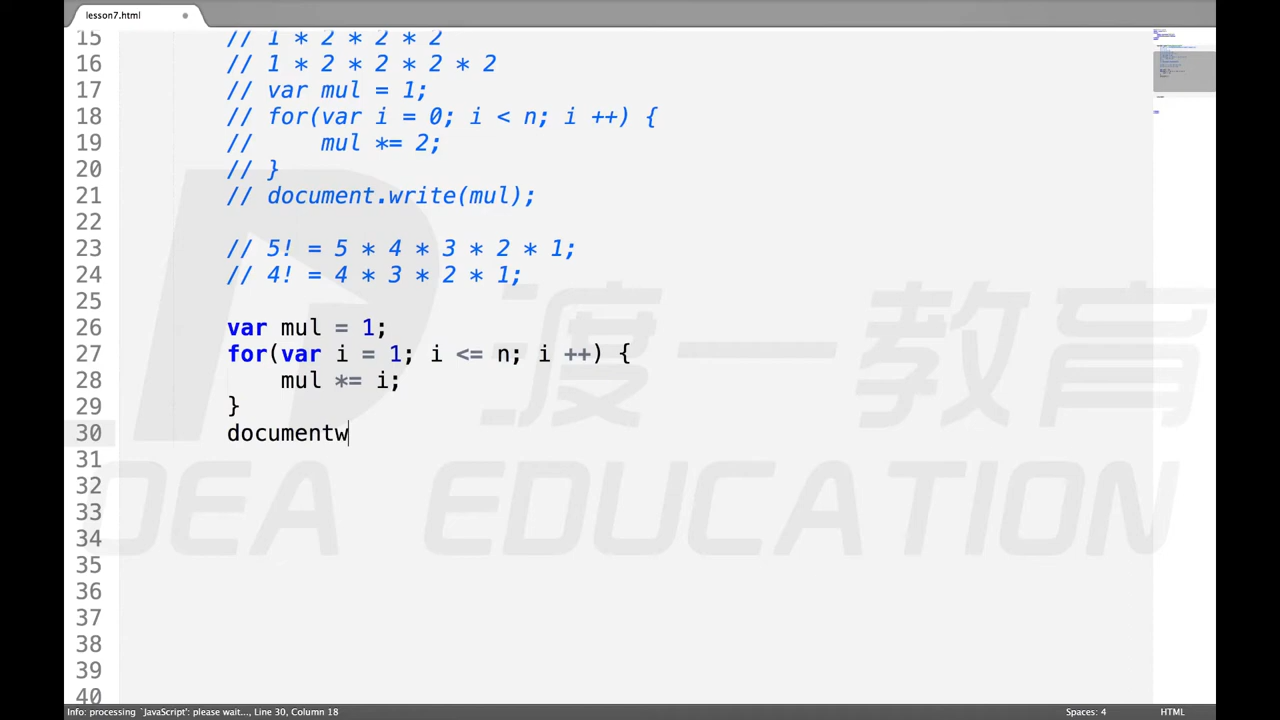 lesson7.html
15 // 1 * 2 * 2 * 2
16 // 1 * 2 * 2 * 2 * 2
17 // var mul = 1;
18 // for(var i = 0; i < n; i ++) {
19 //     mul *= 2;
20 // }
21 // document.write(mul);
22
23 // 5! = 5 * 4 * 3 * 2 * 1;
24 // 4! = 4 * 3 * 2 * 1;
25
26 var mul = 1;
27 for(var i = 1; i <= n; i ++) {
28     mul *= i;
29 }
30 documentw
31
32
33
34
35
36
37
38
39
40
渡一教育
DEA EDUCATION
Info: processing `JavaScript': please wait..., Line 30, Column 18 Spaces: 4 HTML